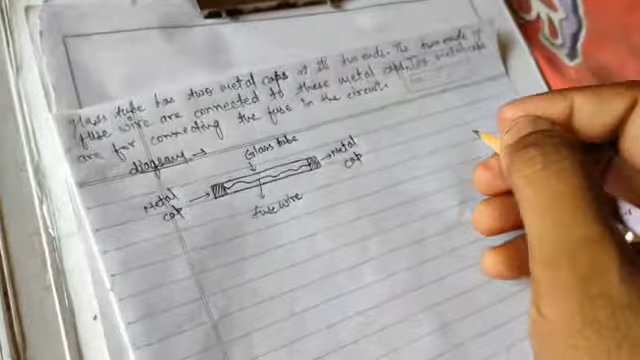 Glass tube has two metal caps at its two ends. The two ends of
fuse wire are connected to these metal caps. The metal caps
are for connecting the fuse in the circuit.
diagram →
Glass tube
Metal
cap
Metal
cap
fuse wire